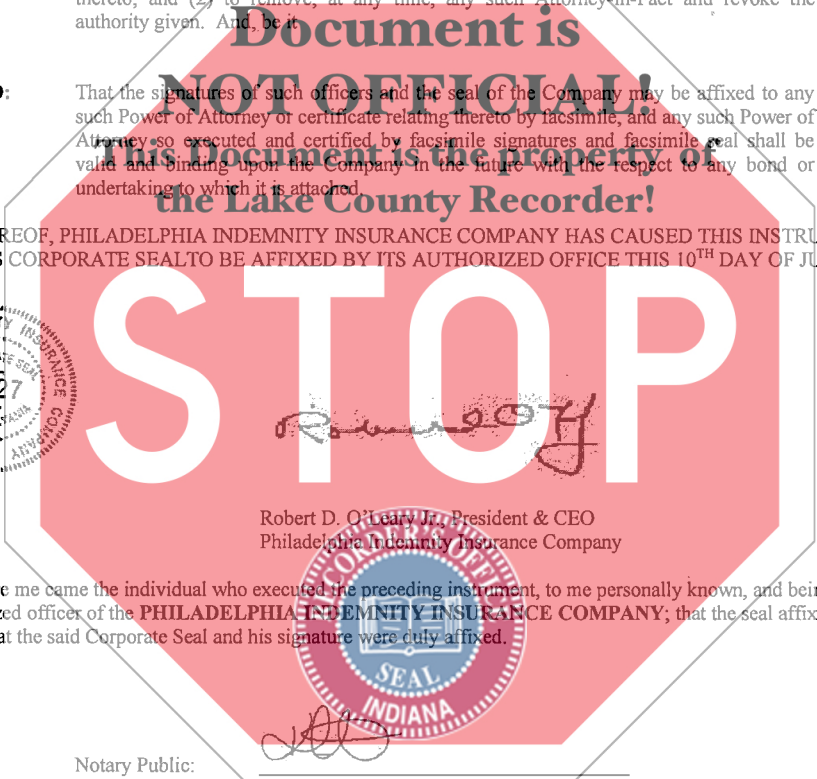 thereto; and (2) to remove, at any time, any such Attorney-in-Fact and revoke the
authority given. And, be it
Document is
NOT OFFICIAL!
This Document is the property of
the Lake County Recorder!
That the signatures of such officers and the seal of the Company may be affixed to any
such Power of Attorney or certificate relating thereto by facsimile, and any such Power of
Attorney so executed and certified by facsimile signatures and facsimile seal shall be
valid and binding upon the Company in the future with the respect to any bond or
undertaking to which it is attached.
REOF, PHILADELPHIA INDEMNITY INSURANCE COMPANY HAS CAUSED THIS INSTRU
CORPORATE SEALTO BE AFFIXED BY ITS AUTHORIZED OFFICE THIS 10TH DAY OF JU
STOP
INSURANCE COMPANY
SEAL
Robert D. O'Leary Jr., President & CEO
Philadelphia Indemnity Insurance Company
RECORDER'S OFFICE
SEAL
INDIANA
e me came the individual who executed the preceding instrument, to me personally known, and bein
zed officer of the PHILADELPHIA INDEMNITY INSURANCE COMPANY; that the seal affix
at the said Corporate Seal and his signature were duly affixed.
Notary Public: